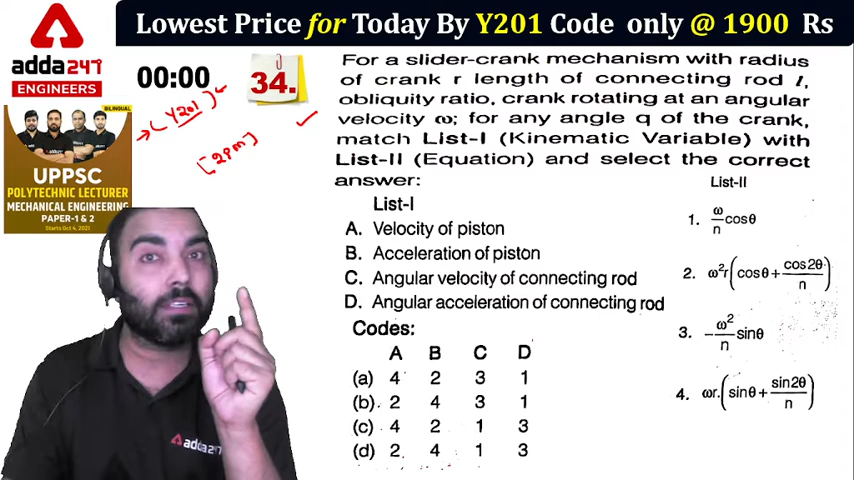 Lowest Price for Today By Y201 Code only @ 1900 Rs
adda247
ENGINEERS
00:00
34.
(Y201)
[2PM]
BILINGUAL
UPPSC
POLYTECHNIC LECTURER
MECHANICAL ENGINEERING
PAPER-1 & 2
Starts Oct 4, 2021
For a slider-crank mechanism with radius
of crank r length of connecting rod l,
obliquity ratio, crank rotating at an angular
velocity ω; for any angle q of the crank,
match List-I (Kinematic Variable) with
List-II (Equation) and select the correct
answer:
List-I
A. Velocity of piston
B. Acceleration of piston
C. Angular velocity of connecting rod
D. Angular acceleration of connecting rod
List-II
1. ω/n cosθ
2. ω²r(cosθ+cos2θ/n)
3. -ω²/n sinθ
4. ωr.(sinθ+sin2θ/n)
Codes:
A B C D
(a) 4 2 3 1
(b). 2 4 3 1
(c) 4 2 1 3
(d) 2 4 1 3
adda247